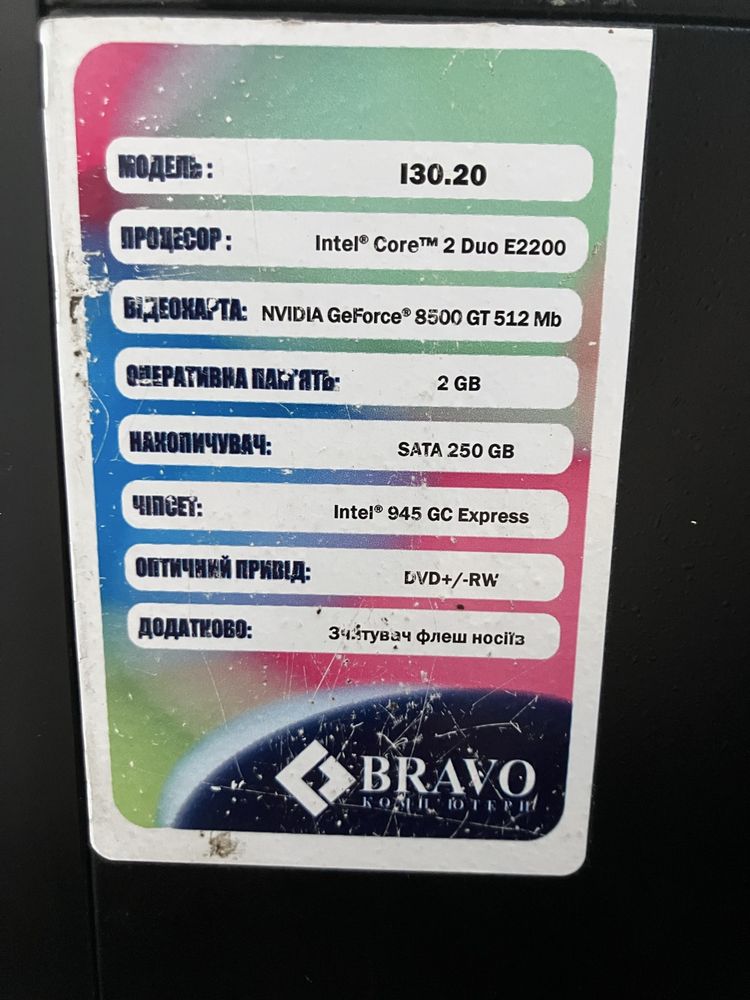 МОДЕЛЬ: I30.20
ПРОЦЕСОР: Intel® Core™ 2 Duo E2200
ВІДЕОКАРТА: NVIDIA GeForce® 8500 GT 512 Mb
ОПЕРАТИВНА ПАМ'ЯТЬ: 2 GB
НАКОПИЧУВАЧ: SATA 250 GB
ЧІПСЕТ: Intel® 945 GC Express
ОПТИЧНИЙ ПРИВІД: DVD+/-RW
ДОДАТКОВО: Зчитувач флеш носіїв
BRAVO
КОМП'ЮТЕРИ